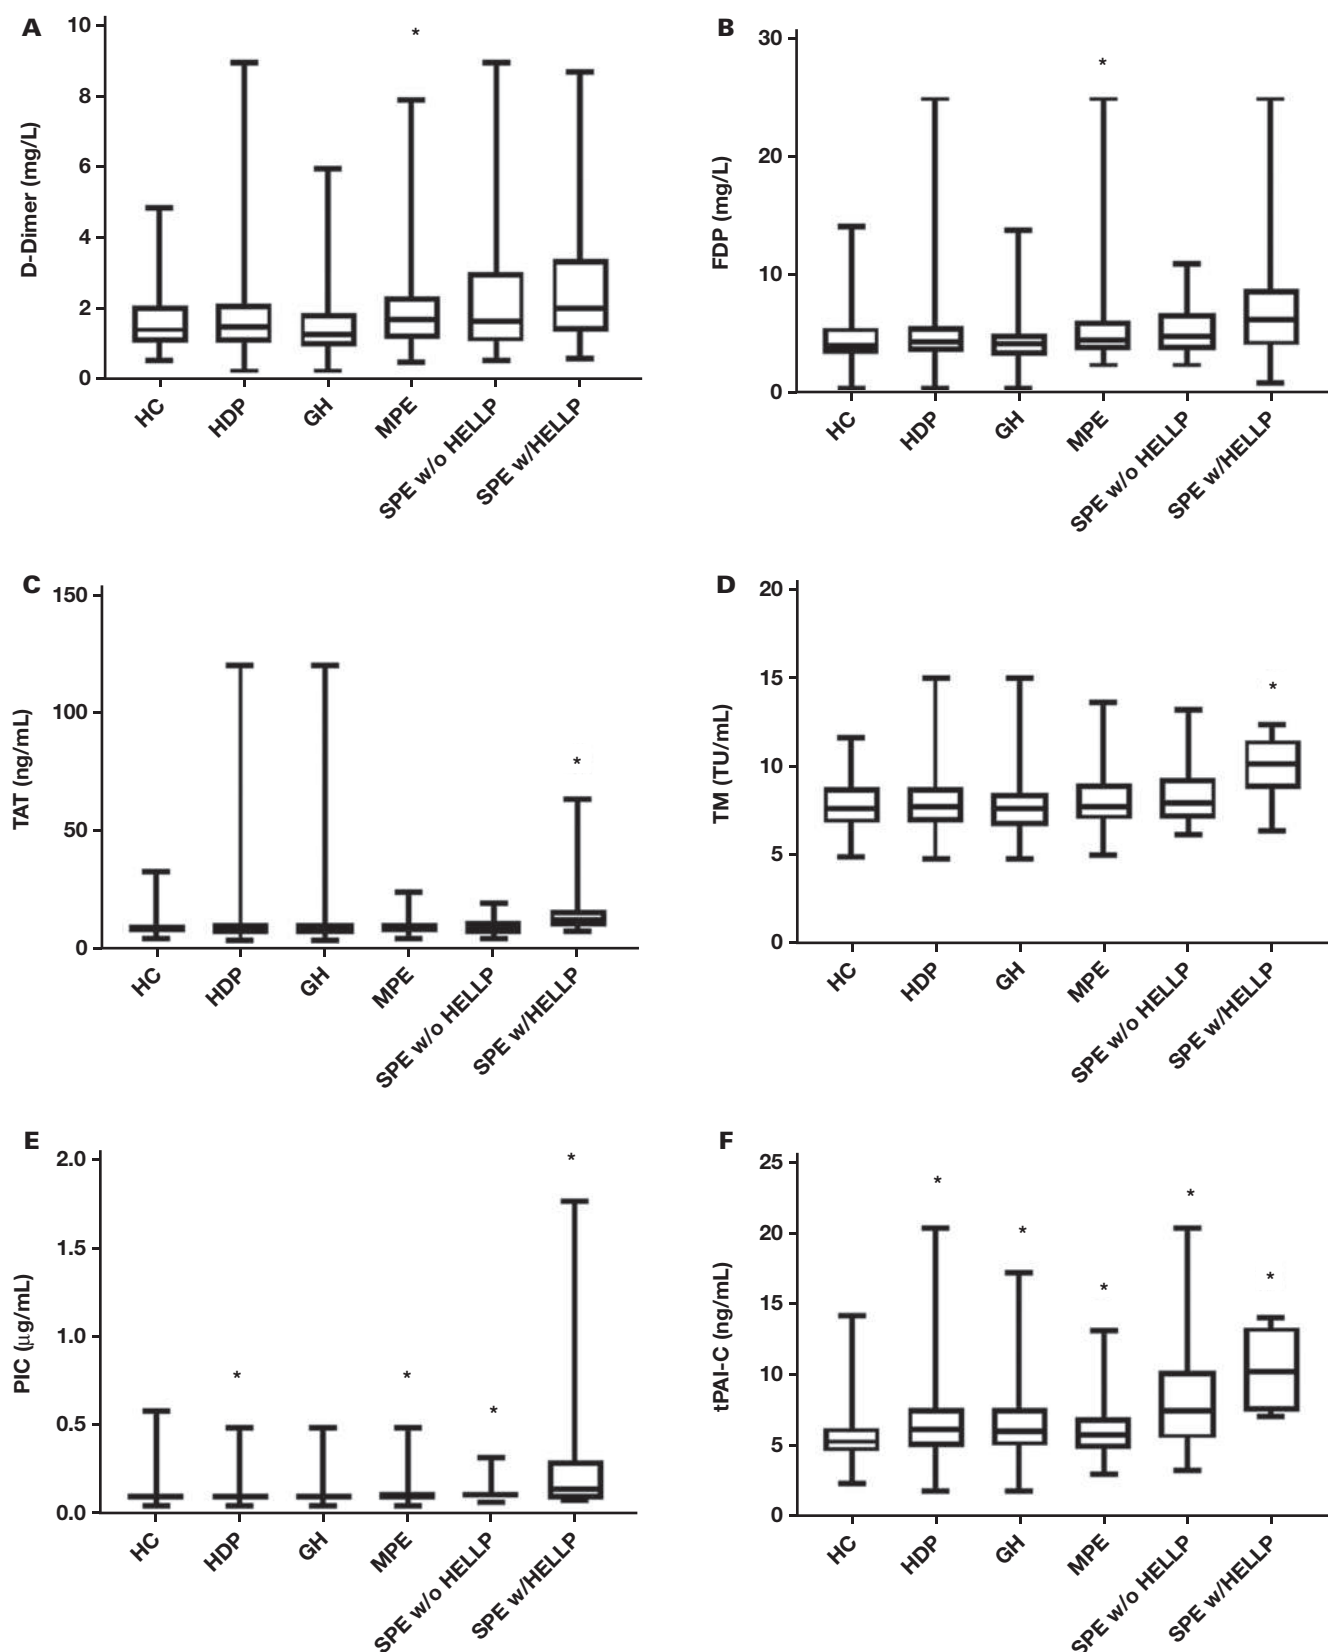 A
D-Dimer (mg/L)
10
8
6
4
2
0
*
HC
HDP
GH
MPE
SPE w/o HELLP
SPE w/HELLP
B
FDP (mg/L)
30
20
10
0
*
HC
HDP
GH
MPE
SPE w/o HELLP
SPE w/HELLP
C
TAT (ng/mL)
150
100
50
0
*
HC
HDP
GH
MPE
SPE w/o HELLP
SPE w/HELLP
D
TM (TU/mL)
20
15
10
5
0
*
HC
HDP
GH
MPE
SPE w/o HELLP
SPE w/HELLP
E
PIC (μg/mL)
2.0
1.5
1.0
0.5
0.0
* * * *
HC
HDP
GH
MPE
SPE w/o HELLP
SPE w/HELLP
F
tPAI-C (ng/mL)
25
20
15
10
5
0
* * * * *
HC
HDP
GH
MPE
SPE w/o HELLP
SPE w/HELLP